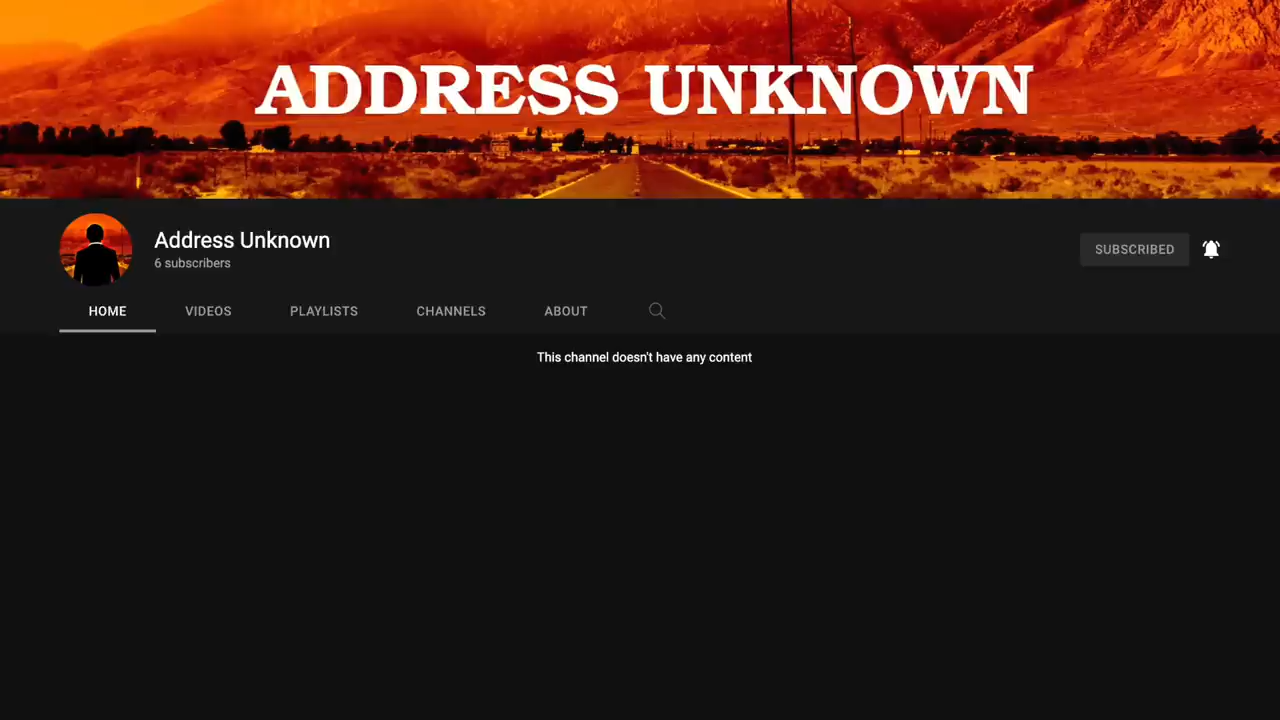 ADDRESS UNKNOWN
Address Unknown
6 subscribers
SUBSCRIBED
HOME VIDEOS PLAYLISTS CHANNELS ABOUT
This channel doesn't have any content